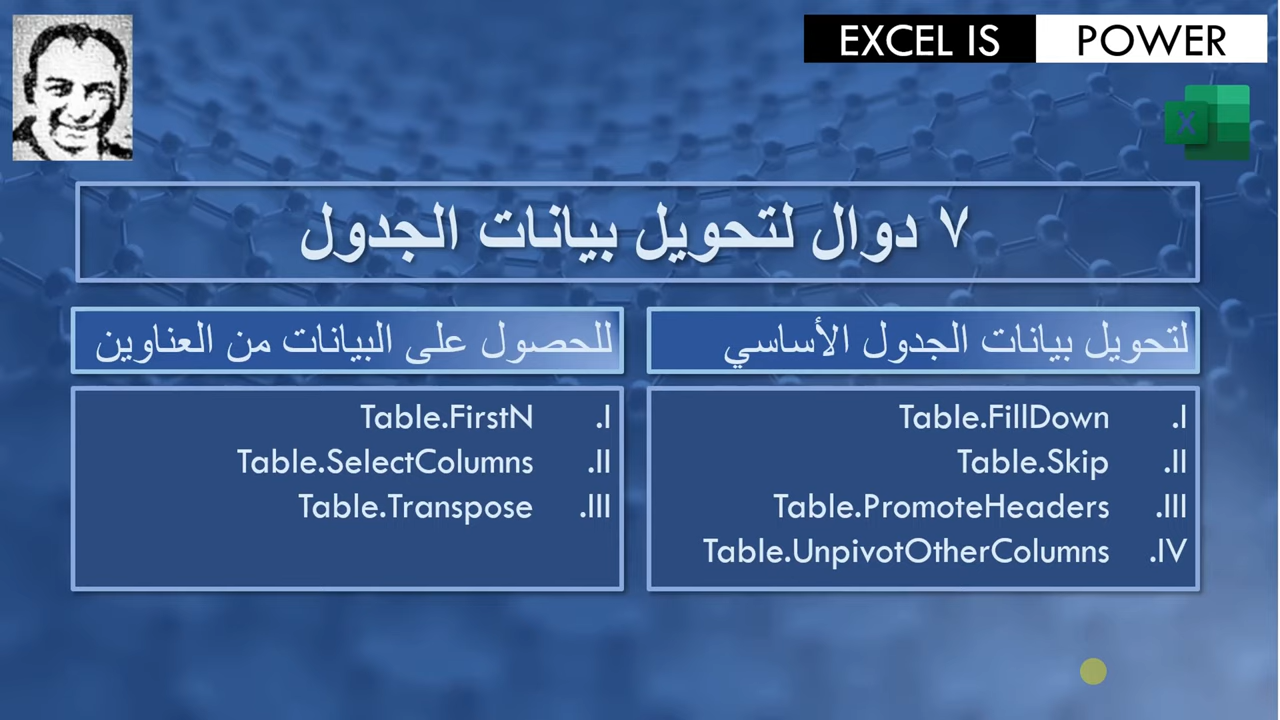 EXCEL IS POWER
٧ دوال لتحويل بيانات الجدول
لتحويل بيانات الجدول الأساسي
I. Table.FillDown
II. Table.Skip
III. Table.PromoteHeaders
IV. Table.UnpivotOtherColumns
للحصول على البيانات من العناوين
I. Table.FirstN
II. Table.SelectColumns
III. Table.Transpose
X